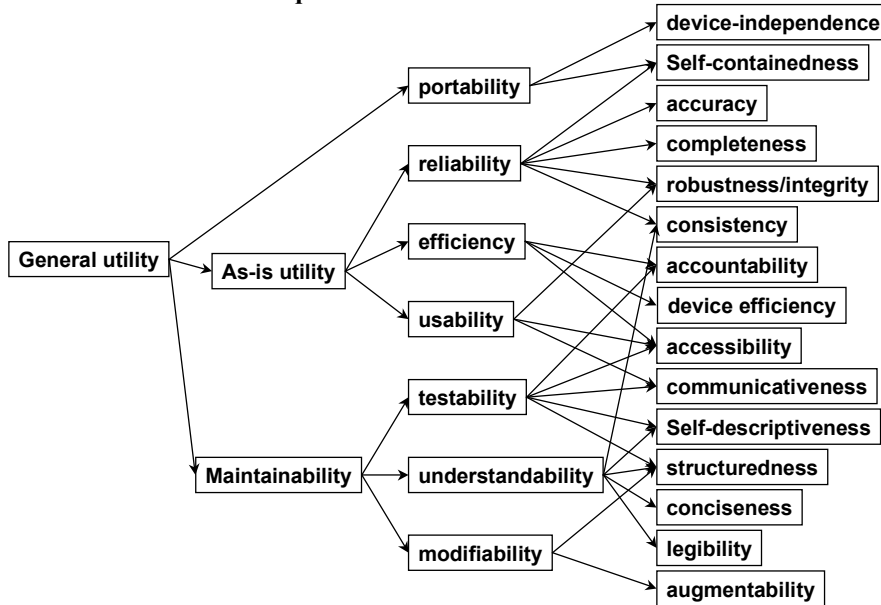 device-independence
Self-containedness
portability
accuracy
completeness
reliability
robustness/integrity
consistency
efficiency
General utility
As-is utility
accountability
device efficiency
usability
accessibility
communicativeness
testability
Self-descriptiveness
Maintainability
understandability
structuredness
conciseness
legibility
modifiability
augmentability